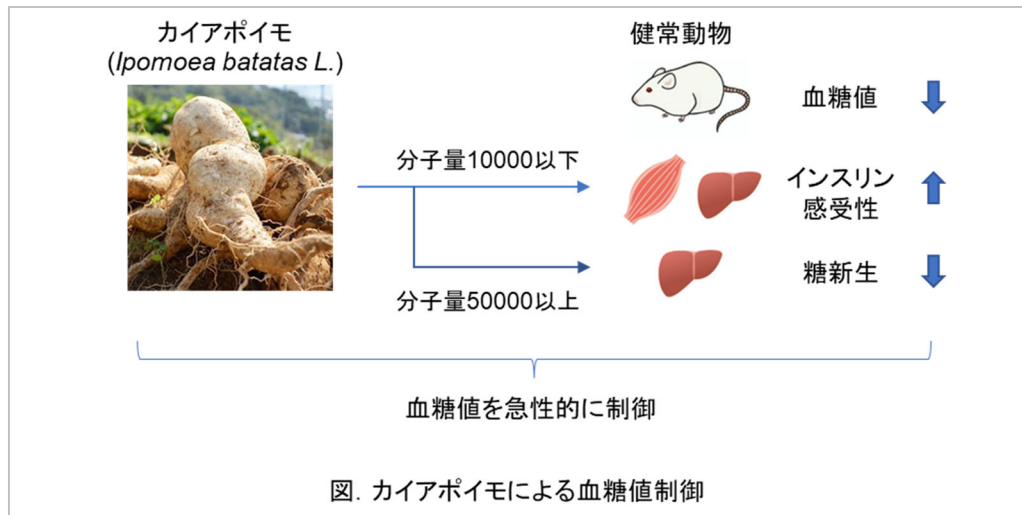 カイアポイモ
(Ipomoea batatas L.)
健常動物
血糖値
分子量10000以下
インスリン
感受性
糖新生
分子量50000以上
血糖値を急性的に制御
図. カイアポイモによる血糖値制御